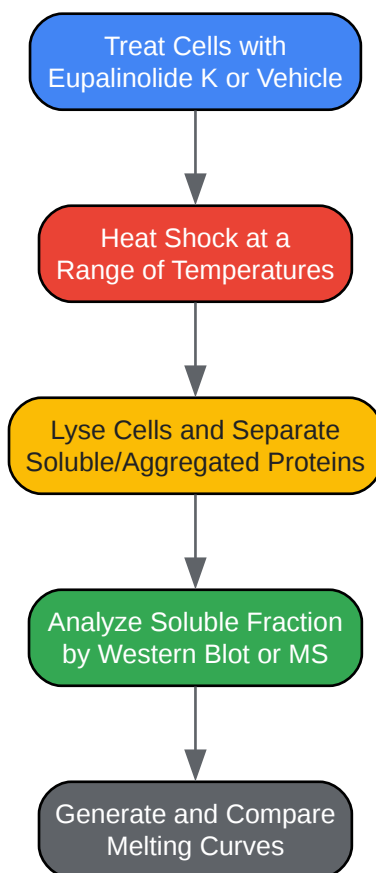 Treat Cells with
Eupalinolide K or Vehicle
Heat Shock at a
Range of Temperatures
Lyse Cells and Separate
Soluble/Aggregated Proteins
Analyze Soluble Fraction
by Western Blot or MS
Generate and Compare
Melting Curves